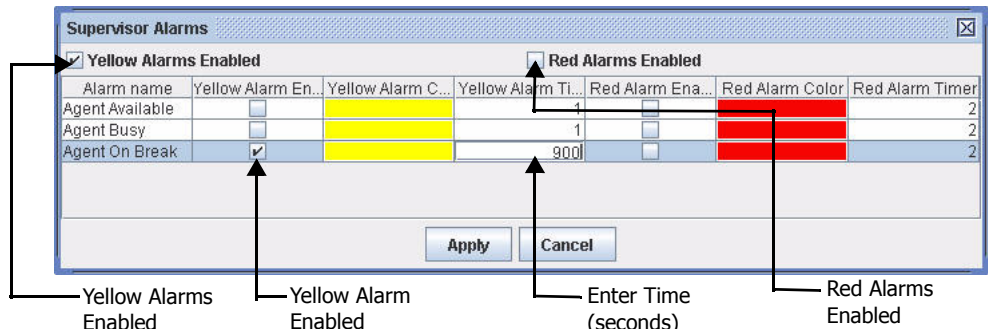 Supervisor Alarms
Yellow Alarms Enabled Red Alarms Enabled
Alarm name Yellow Alarm En... Yellow Alarm C... Yellow Alarm Ti... Red Alarm Ena... Red Alarm Color Red Alarm Timer
Agent Available 1 2
Agent Busy 1 2
Agent On Break 900 2
Apply Cancel
Yellow Alarms
Enabled
Yellow Alarm
Enabled
Enter Time
(seconds)
Red Alarms
Enabled